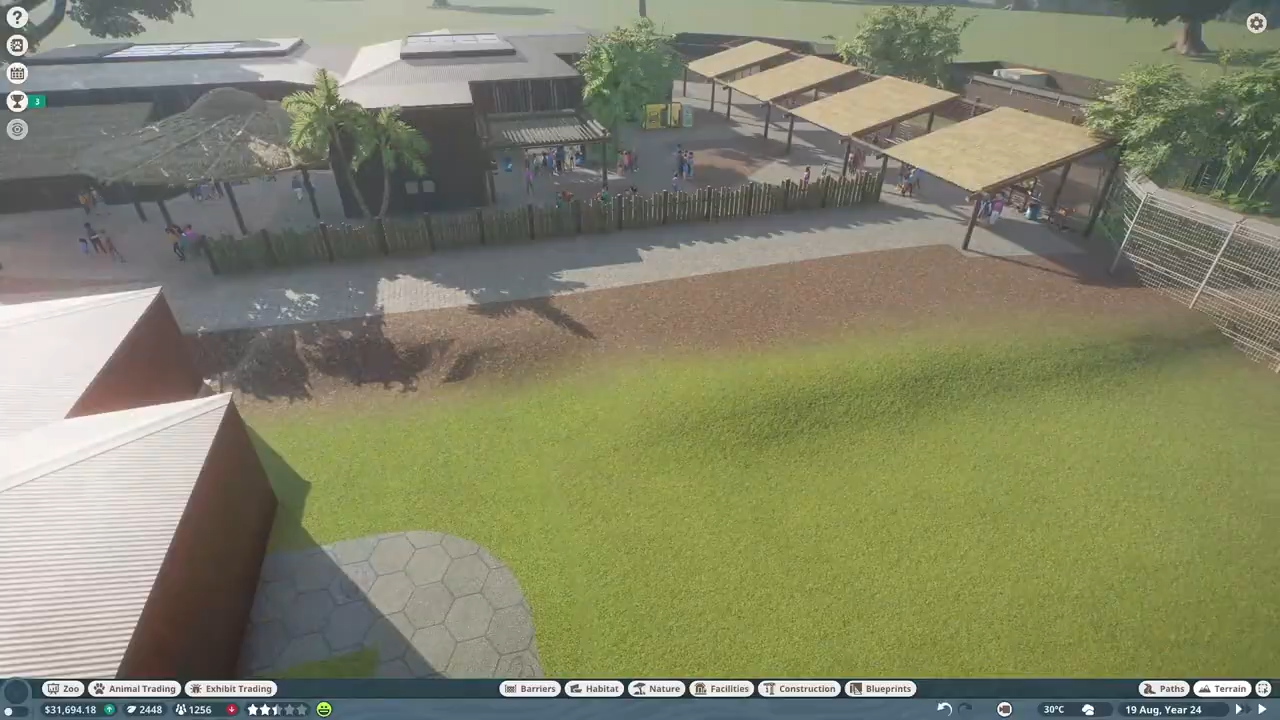 ?
3
Zoo
Animal Trading
Exhibit Trading
Barriers
Habitat
Nature
Facilities
Construction
Blueprints
Paths
Terrain
$31,694.18
2448
1256
30°C
19 Aug, Year 24